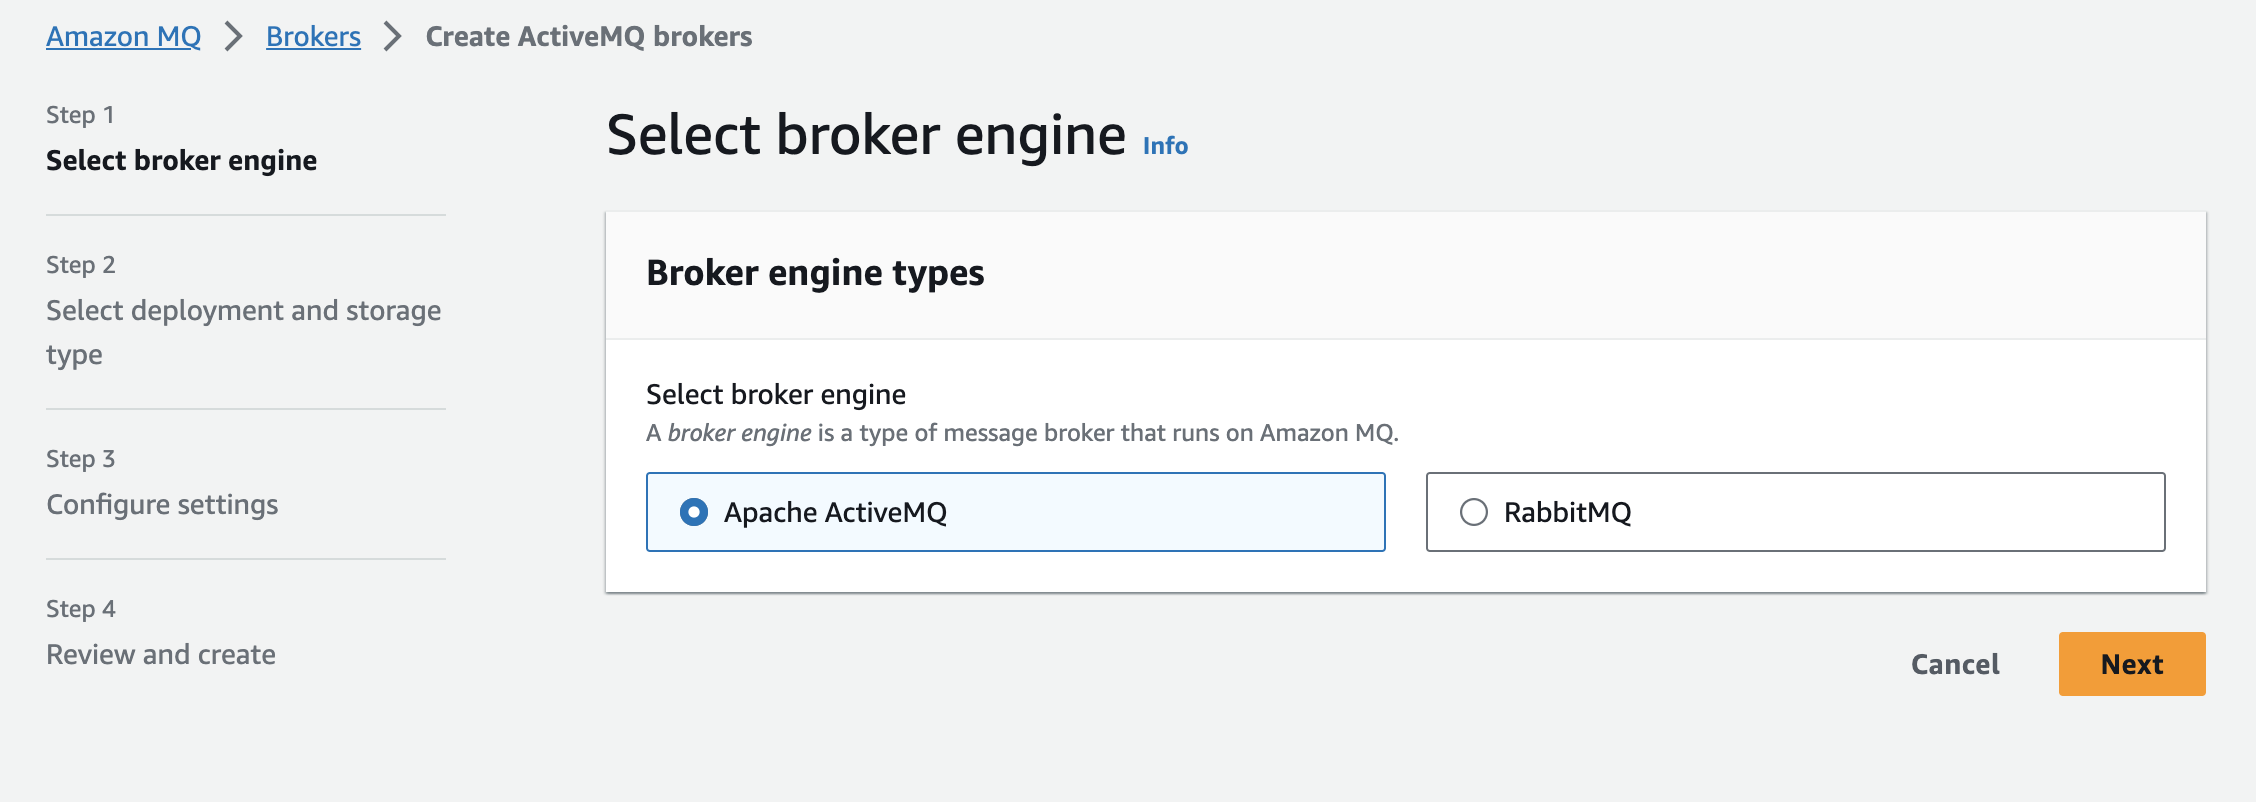 Amazon MQ > Brokers > Create ActiveMQ brokers
Step 1
Select broker engine
Step 2
Select deployment and storage
type
Step 3
Configure settings
Step 4
Review and create
Select broker engine Info
Broker engine types
Select broker engine
A broker engine is a type of message broker that runs on Amazon MQ.
Apache ActiveMQ
RabbitMQ
Cancel
Next